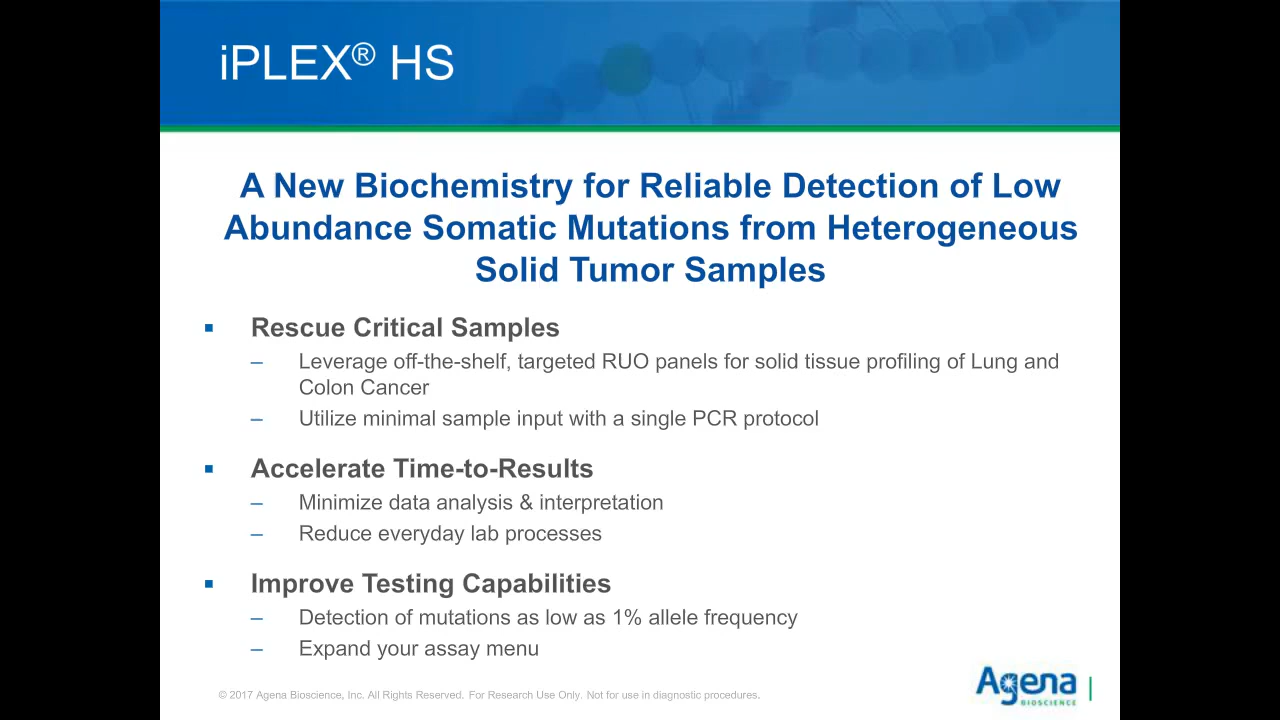 iPLEX® HS
A New Biochemistry for Reliable Detection of Low
Abundance Somatic Mutations from Heterogeneous
Solid Tumor Samples
▪ Rescue Critical Samples
– Leverage off-the-shelf, targeted RUO panels for solid tissue profiling of Lung and
Colon Cancer
– Utilize minimal sample input with a single PCR protocol
▪ Accelerate Time-to-Results
– Minimize data analysis & interpretation
– Reduce everyday lab processes
▪ Improve Testing Capabilities
– Detection of mutations as low as 1% allele frequency
– Expand your assay menu
© 2017 Agena Bioscience, Inc. All Rights Reserved. For Research Use Only. Not for use in diagnostic procedures.
Agena
BIOSCIENCE